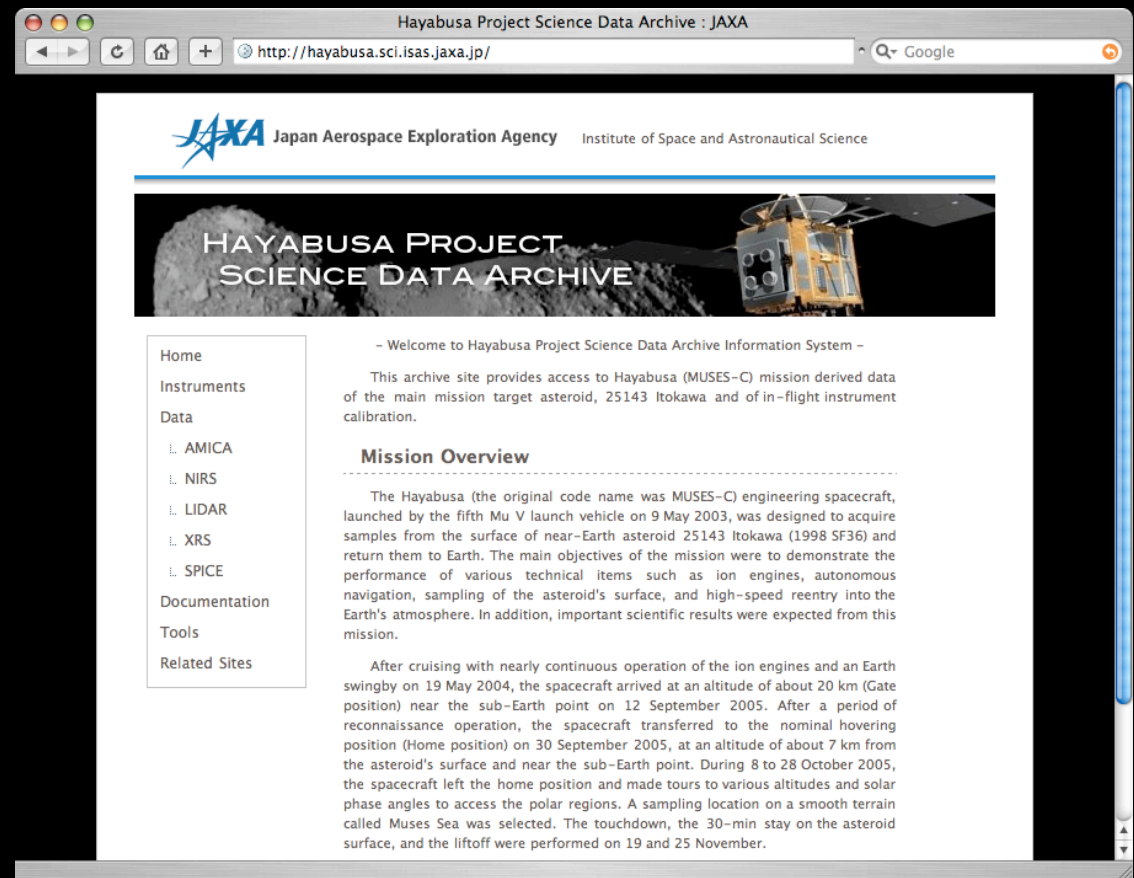 Hayabusa Project Science Data Archive : JAXA
http://hayabusa.sci.isas.jaxa.jp/
Google
JAXA Japan Aerospace Exploration Agency Institute of Space and Astronautical Science
HAYABUSA PROJECT
SCIENCE DATA ARCHIVE
Home
Instruments
Data
AMICA
NIRS
LIDAR
XRS
SPICE
Documentation
Tools
Related Sites
– Welcome to Hayabusa Project Science Data Archive Information System –
This archive site provides access to Hayabusa (MUSES-C) mission derived data
of the main mission target asteroid, 25143 Itokawa and of in-flight instrument
calibration.
Mission Overview
The Hayabusa (the original code name was MUSES-C) engineering spacecraft,
launched by the fifth Mu V launch vehicle on 9 May 2003, was designed to acquire
samples from the surface of near-Earth asteroid 25143 Itokawa (1998 SF36) and
return them to Earth. The main objectives of the mission were to demonstrate the
performance of various technical items such as ion engines, autonomous
navigation, sampling of the asteroid's surface, and high-speed reentry into the
Earth's atmosphere. In addition, important scientific results were expected from this
mission.
After cruising with nearly continuous operation of the ion engines and an Earth
swingby on 19 May 2004, the spacecraft arrived at an altitude of about 20 km (Gate
position) near the sub-Earth point on 12 September 2005. After a period of
reconnaissance operation, the spacecraft transferred to the nominal hovering
position (Home position) on 30 September 2005, at an altitude of about 7 km from
the asteroid's surface and near the sub-Earth point. During 8 to 28 October 2005,
the spacecraft left the home position and made tours to various altitudes and solar
phase angles to access the polar regions. A sampling location on a smooth terrain
called Muses Sea was selected. The touchdown, the 30-min stay on the asteroid
surface, and the liftoff were performed on 19 and 25 November.